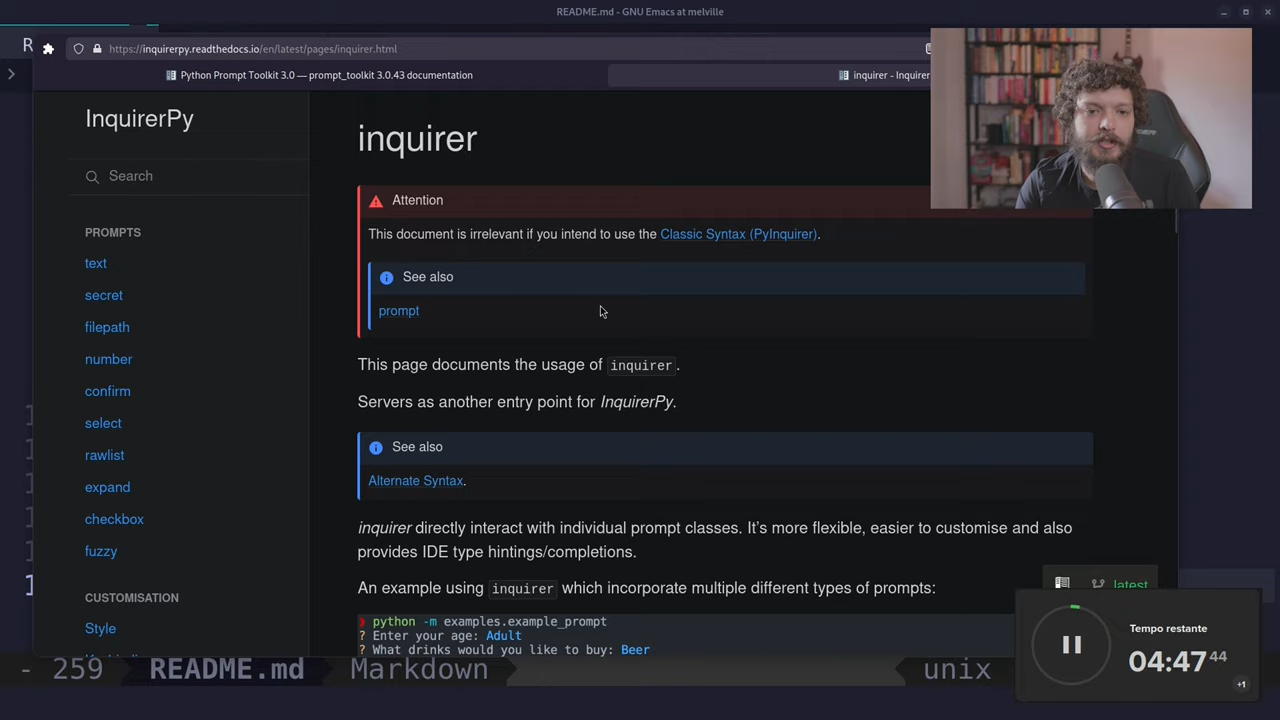 README.md - GNU Emacs at melville
https://inquirerpy.readthedocs.io/en/latest/pages/inquirer.html
Python Prompt Toolkit 3.0 — prompt_toolkit 3.0.43 documentation
inquirer - Inquirer
InquirerPy
Search
PROMPTS
text
secret
filepath
number
confirm
select
rawlist
expand
checkbox
fuzzy
CUSTOMISATION
Style
inquirer
Attention
This document is irrelevant if you intend to use the Classic Syntax (PyInquirer).
See also
prompt
This page documents the usage of inquirer.
Servers as another entry point for InquirerPy.
See also
Alternate Syntax.
inquirer directly interact with individual prompt classes. It’s more flexible, easier to customise and also
provides IDE type hintings/completions.
An example using inquirer which incorporate multiple different types of prompts:
❯ python -m examples.example_prompt
? Enter your age: Adult
? What drinks would you like to buy: Beer
latest
Tempo restante
04:47 44
+1
- 259 README.md Markdown unix